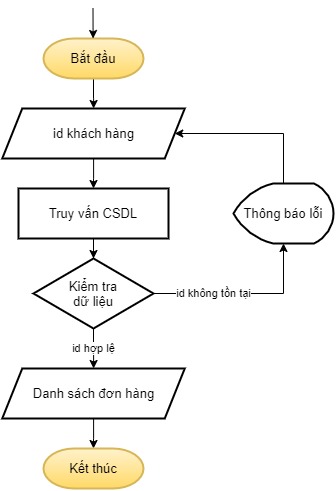 Bắt đầu
id khách hàng
Truy vấn CSDL
Thông báo lỗi
Kiểm tra
dữ liệu
id không tồn tại
id hợp lệ
Danh sách đơn hàng
Kết thúc